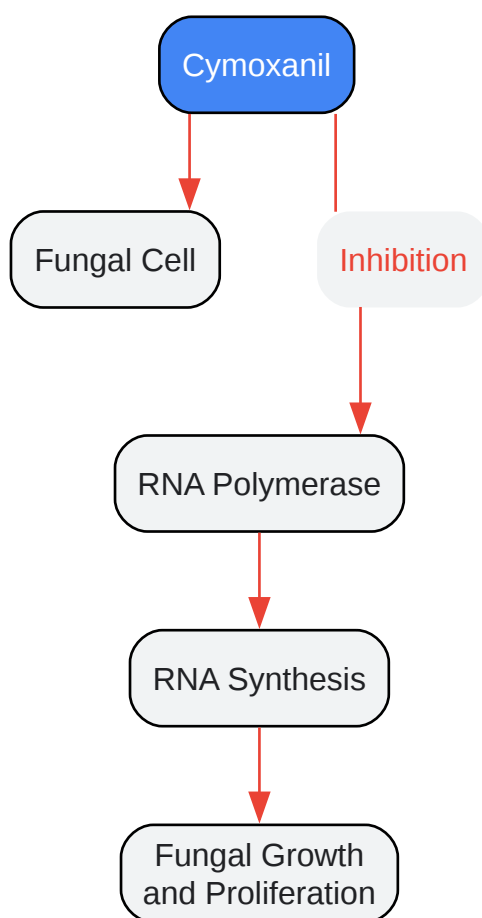 Cymoxanil
Fungal Cell
Inhibition
RNA Polymerase
RNA Synthesis
Fungal Growth
and Proliferation